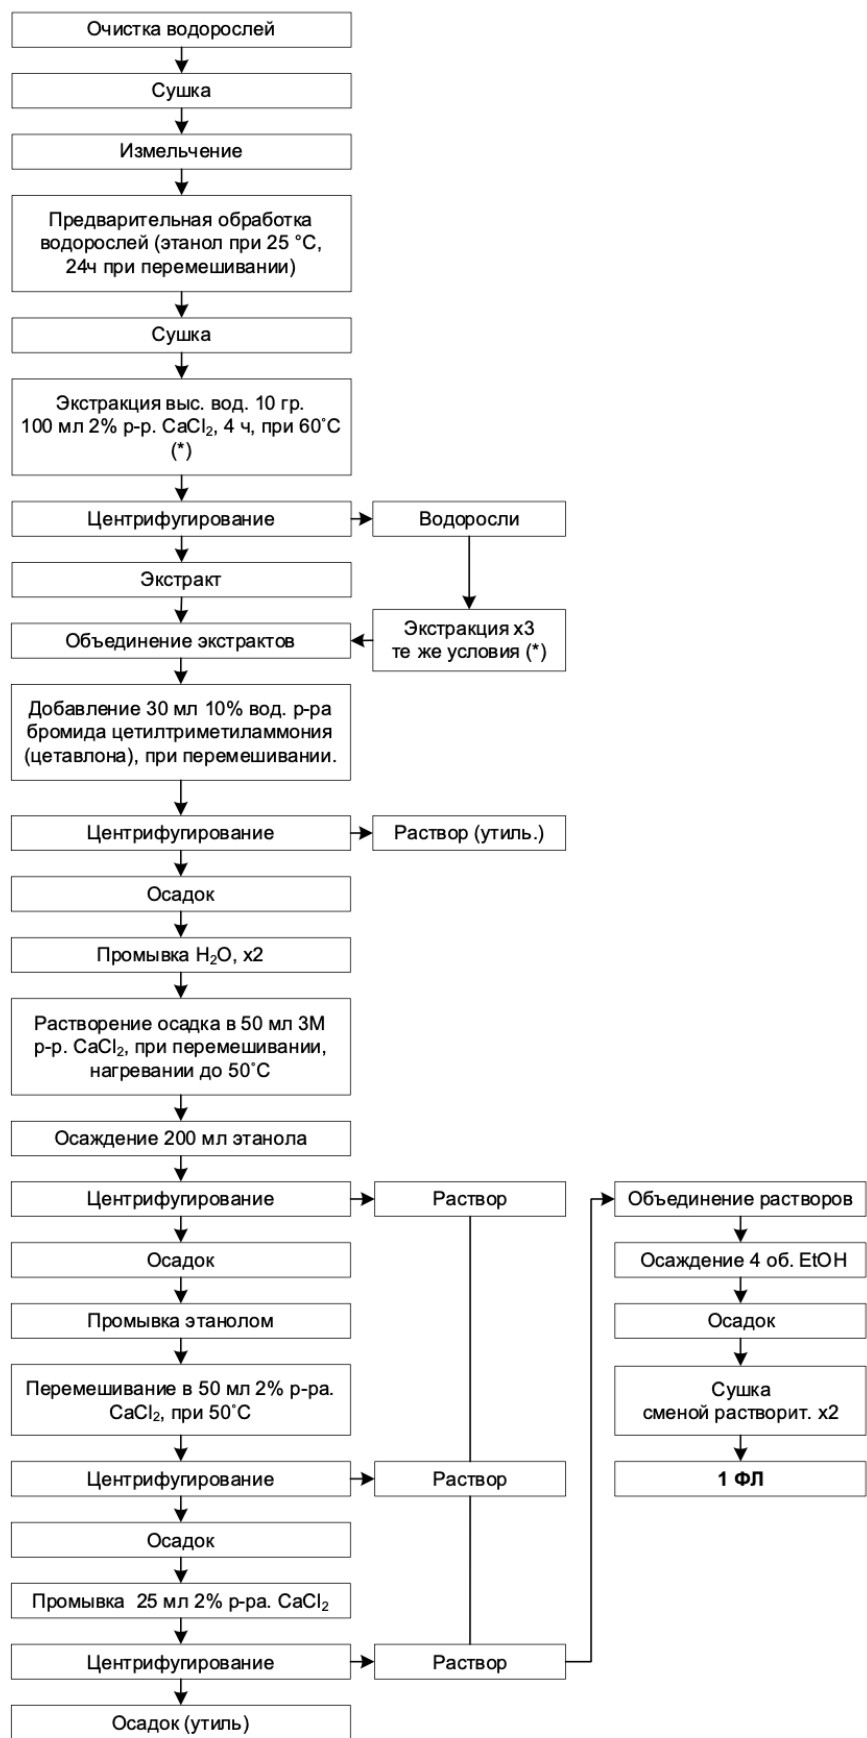 Очистка водорослей
Сушка
Измельчение
Предварительная обработка
водорослей (этанол при 25 °C,
24ч при перемешивании)
Сушка
Экстракция выс. вод. 10 гр.
100 мл 2% р-р. CaCl₂, 4 ч, при 60˚C
(*)
Центрифугирование
Водоросли
Экстракт
Объединение экстрактов
Экстракция x3
те же условия (*)
Добавление 30 мл 10% вод. р-ра
бромида цетилтриметиламмония
(цетавлона), при перемешивании.
Центрифугирование
Раствор (утиль.)
Осадок
Промывка H₂O, x2
Растворение осадка в 50 мл 3М
р-р. CaCl₂, при перемешивании,
нагревании до 50˚C
Осаждение 200 мл этанола
Центрифугирование
Раствор
Осадок
Промывка этанолом
Перемешивание в 50 мл 2% р-ра.
CaCl₂, при 50˚C
Центрифугирование
Раствор
Осадок
Промывка 25 мл 2% р-ра. CaCl₂
Центрифугирование
Раствор
Осадок (утиль)
Объединение растворов
Осаждение 4 об. EtOH
Осадок
Сушка
сменой растворит. x2
1 ФЛ